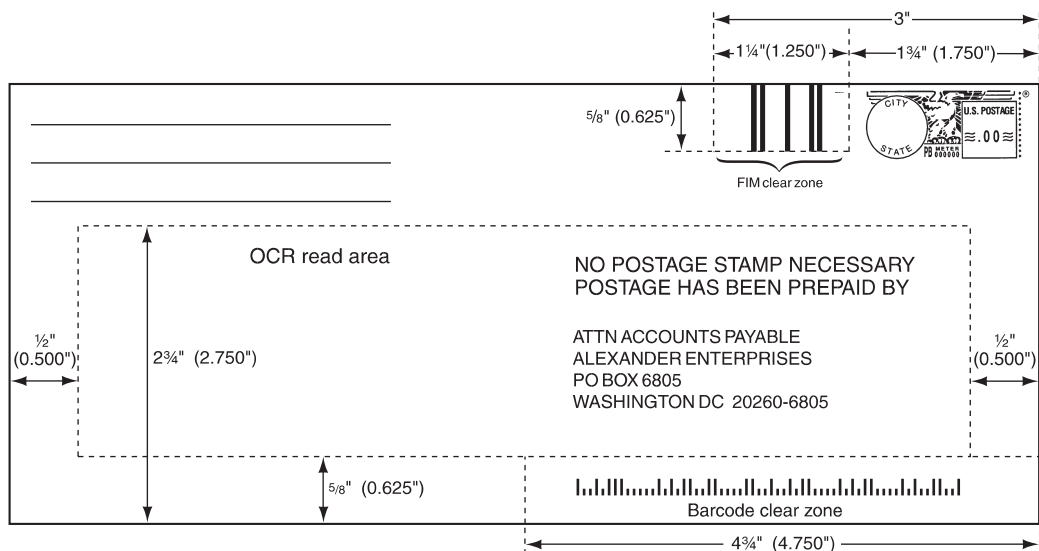 3"
1¼"(1.250")
1¾" (1.750")
5/8" (0.625")
FIM clear zone
CITY
STATE
U.S. POSTAGE
≈.00≈
PB METER
000000
®
OCR read area
NO POSTAGE STAMP NECESSARY
POSTAGE HAS BEEN PREPAID BY
½"
(0.500")
2¾" (2.750")
ATTN ACCOUNTS PAYABLE
ALEXANDER ENTERPRISES
PO BOX 6805
WASHINGTON DC 20260-6805
½"
(0.500")
5/8" (0.625")
Barcode clear zone
4¾" (4.750")